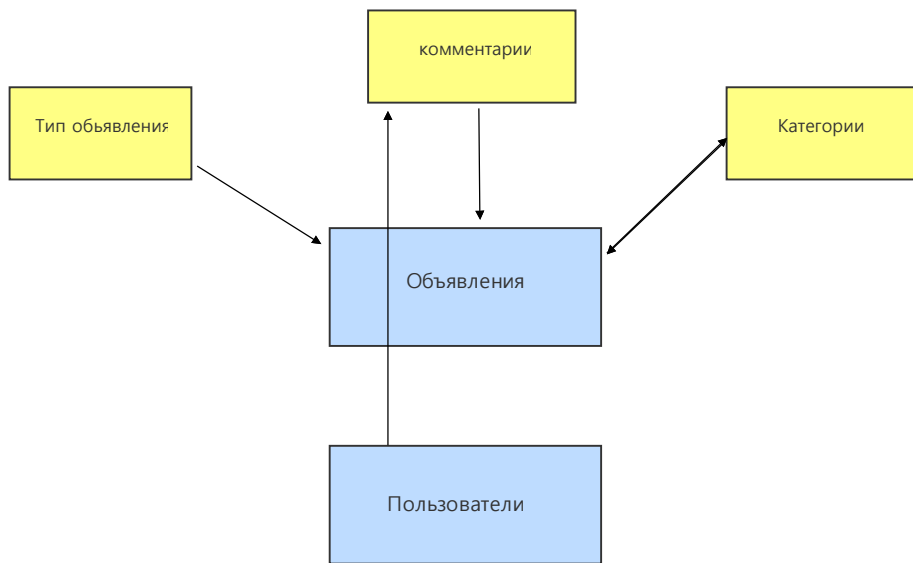 комментарии
Тип обьявления
Категории
Объявления
Пользователи